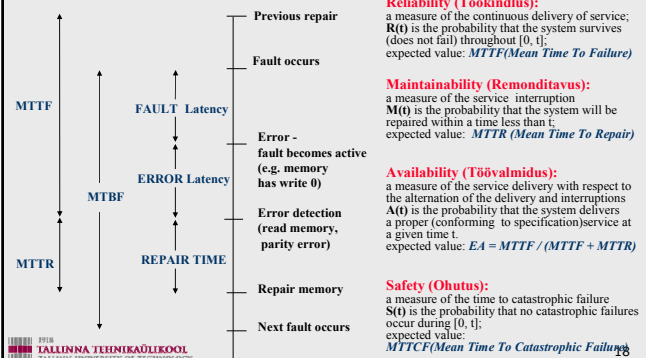 Previous repair
Fault occurs
MTTF
FAULT Latency
Error -
fault becomes active
(e.g. memory
has write 0)
ERROR Latency
MTBF
Error detection
(read memory,
parity error)
MTTR
REPAIR TIME
Repair memory
Next fault occurs
Reliability (Töökindlus):
a measure of the continuous delivery of service;
R(t) is the probability that the system survives
(does not fail) throughout [0, t];
expected value: MTTF(Mean Time To Failure)
Maintainability (Remonditavus):
a measure of the service interruption
M(t) is the probability that the system will be
repaired within a time less than t;
expected value: MTTR (Mean Time To Repair)
Availability (Töövalmidus):
a measure of the service delivery with respect to
the alternation of the delivery and interruptions
A(t) is the probability that the system delivers
a proper (conforming to specification)service at
a given time t.
expected value: EA = MTTF / (MTTF + MTTR)
Safety (Ohutus):
a measure of the time to catastrophic failure
S(t) is the probability that no catastrophic failures
occur during [0, t];
expected value:
MTTCF(Mean Time To Catastrophic Failure)
1918
TALLINNA TEHNIKAÜLIKOOL
TALLINN UNIVERSITY OF TECHNOLOGY
18